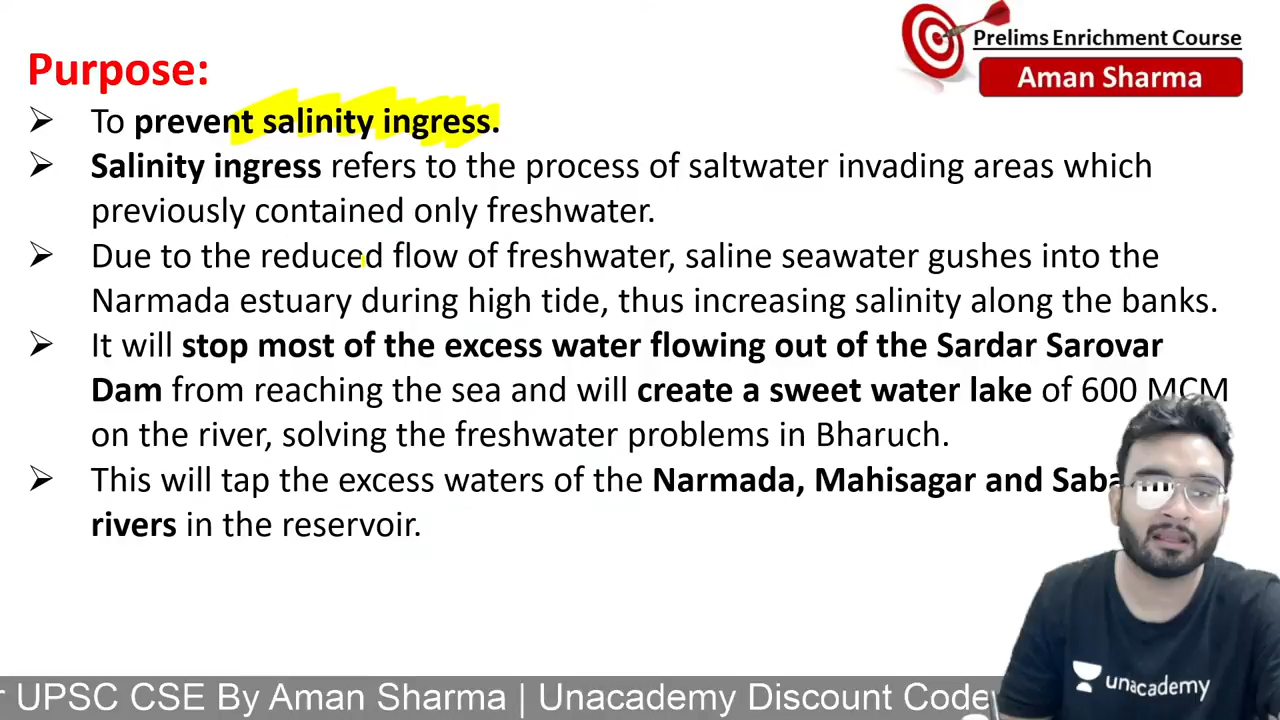 Prelims Enrichment Course
Aman Sharma
Purpose:
➢ To prevent salinity ingress.
➢ Salinity ingress refers to the process of saltwater invading areas which
previously contained only freshwater.
➢ Due to the reduced flow of freshwater, saline seawater gushes into the
Narmada estuary during high tide, thus increasing salinity along the banks.
➢ It will stop most of the excess water flowing out of the Sardar Sarovar
Dam from reaching the sea and will create a sweet water lake of 600 MCM
on the river, solving the freshwater problems in Bharuch.
➢ This will tap the excess waters of the Narmada, Mahisagar and
rivers in the reservoir.
unacademy
UPSC CSE By Aman Sharma | Unacademy Discount Code